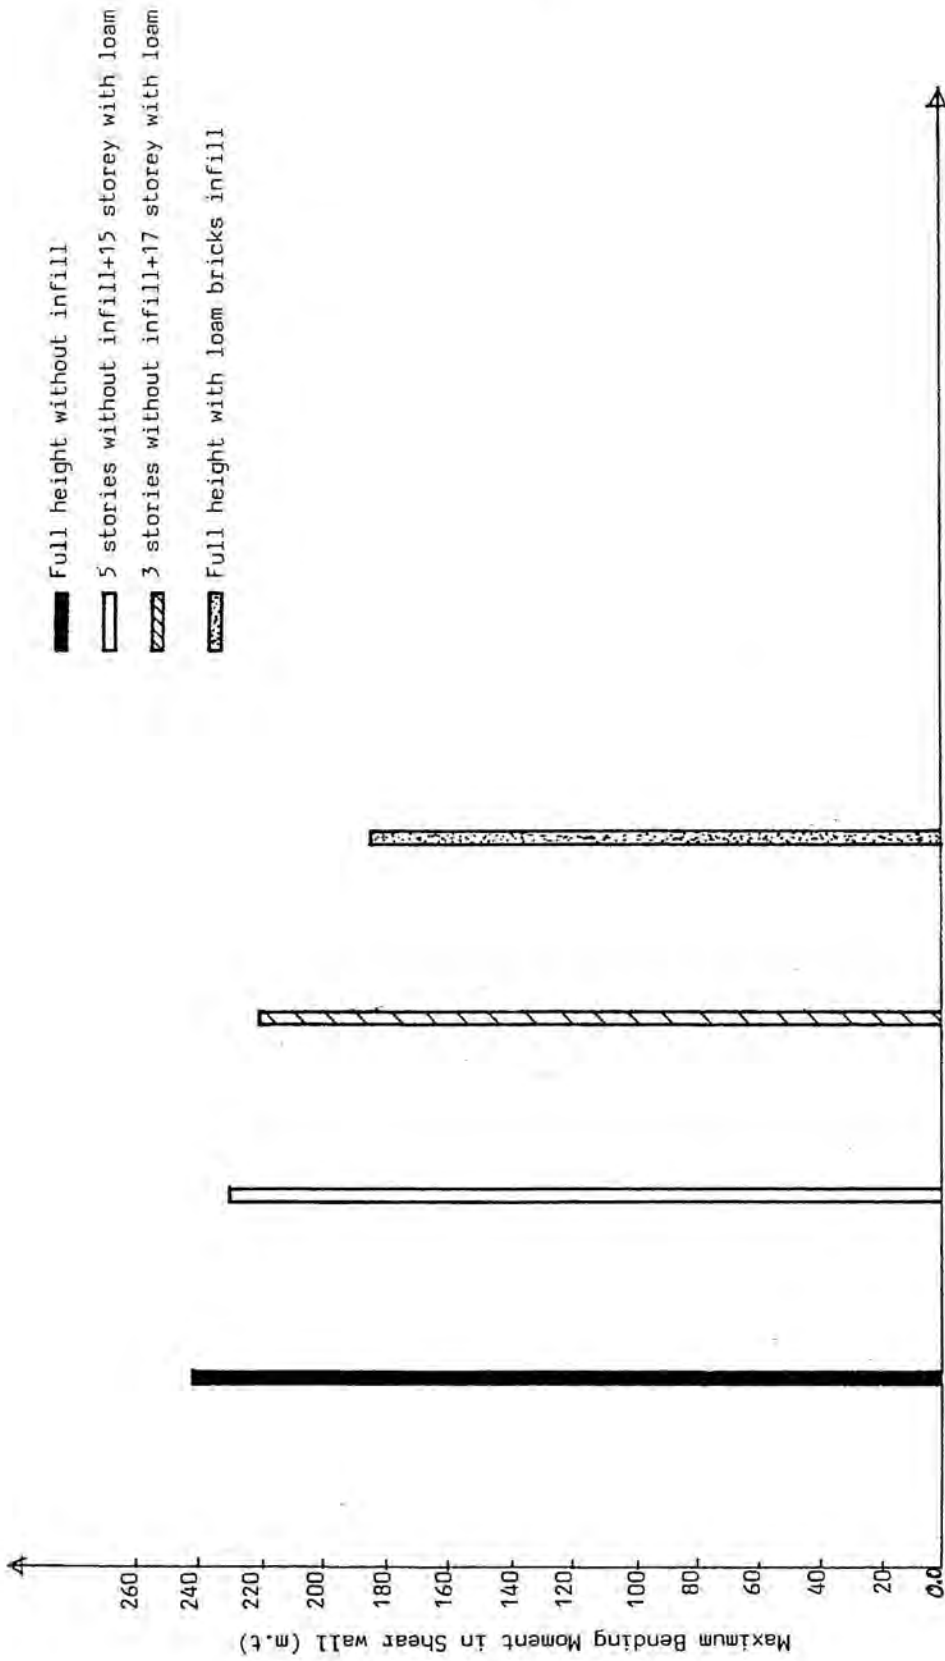 Full height without infill
5 stories without infill+15 storey with loam
3 stories without infill+17 storey with loam
Full height with loam bricks infill
Maximum Bending Moment in Shear wall (m.t)
260
240
220
200
180
160
140
120
100
80
60
40
20
0.0